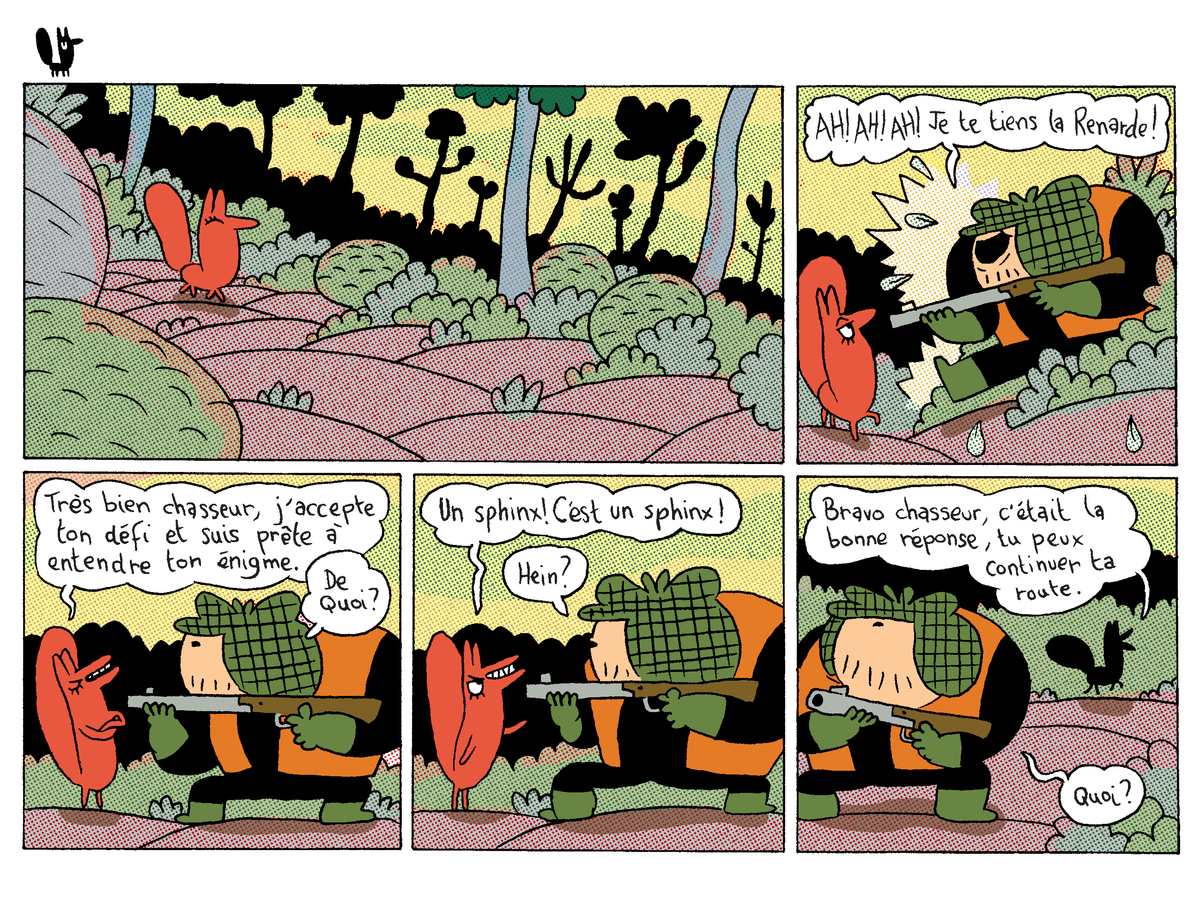 AH! AH! AH! Je te tiens la Renarde!
Très bien chasseur, j'accepte
ton défi et suis prête à
entendre ton énigme.
De
Quoi?
Un sphinx! C'est un sphinx!
Hein?
Bravo chasseur, c'était la
bonne réponse, tu peux
continuer ta
route.
Quoi?